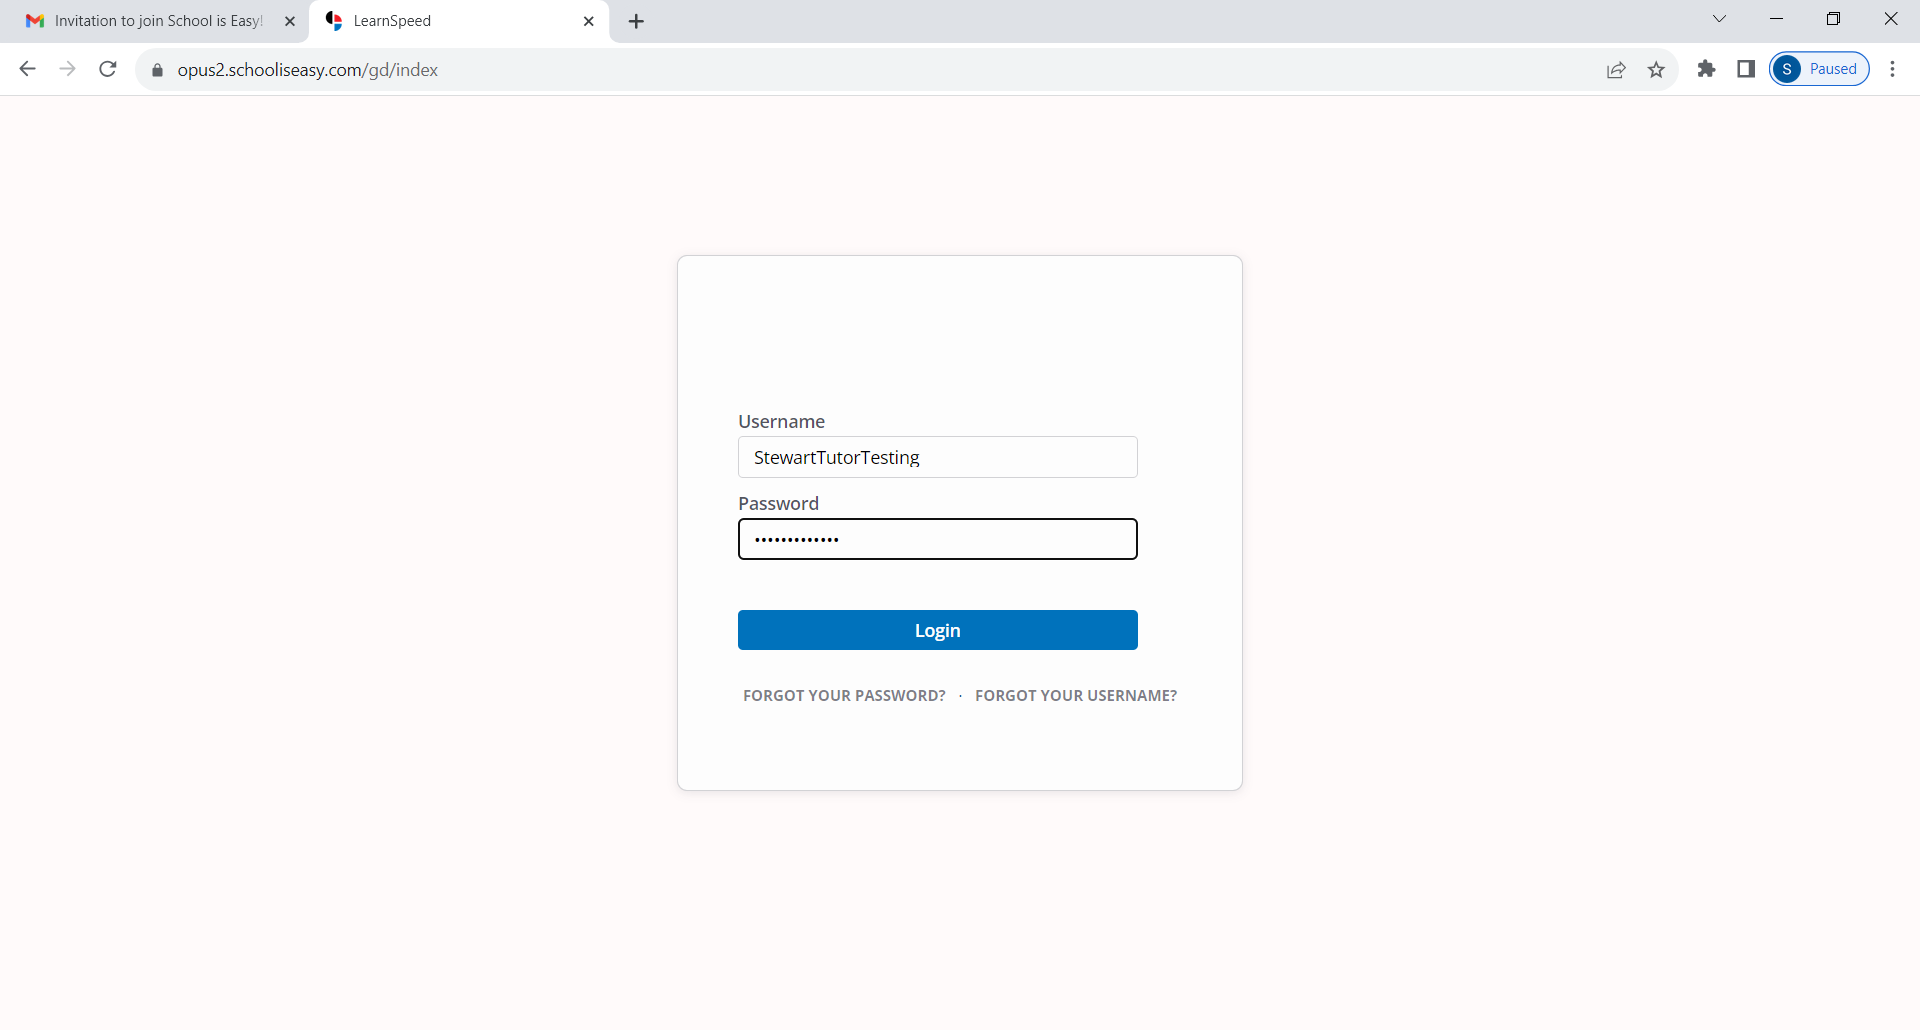 Invitation to join School is Easy!
LearnSpeed
opus2.schooliseasy.com/gd/index
S Paused
Username
StewartTutorTesting
Password
•••••••••••••
Login
FORGOT YOUR PASSWORD? · FORGOT YOUR USERNAME?